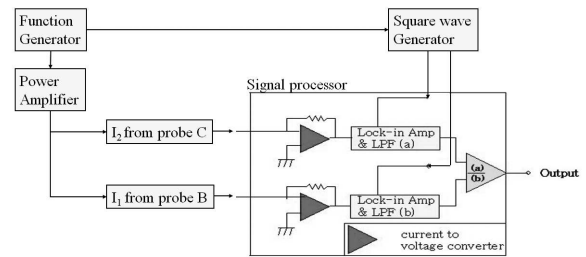 Function
Generator
Square wave
Generator
Power
Amplifier
Signal processor
I2 from probe C
Lock-in Amp
& LPF (a)
(a)
(b)
Output
I1 from probe B
Lock-in Amp
& LPF (b)
current to
voltage converter